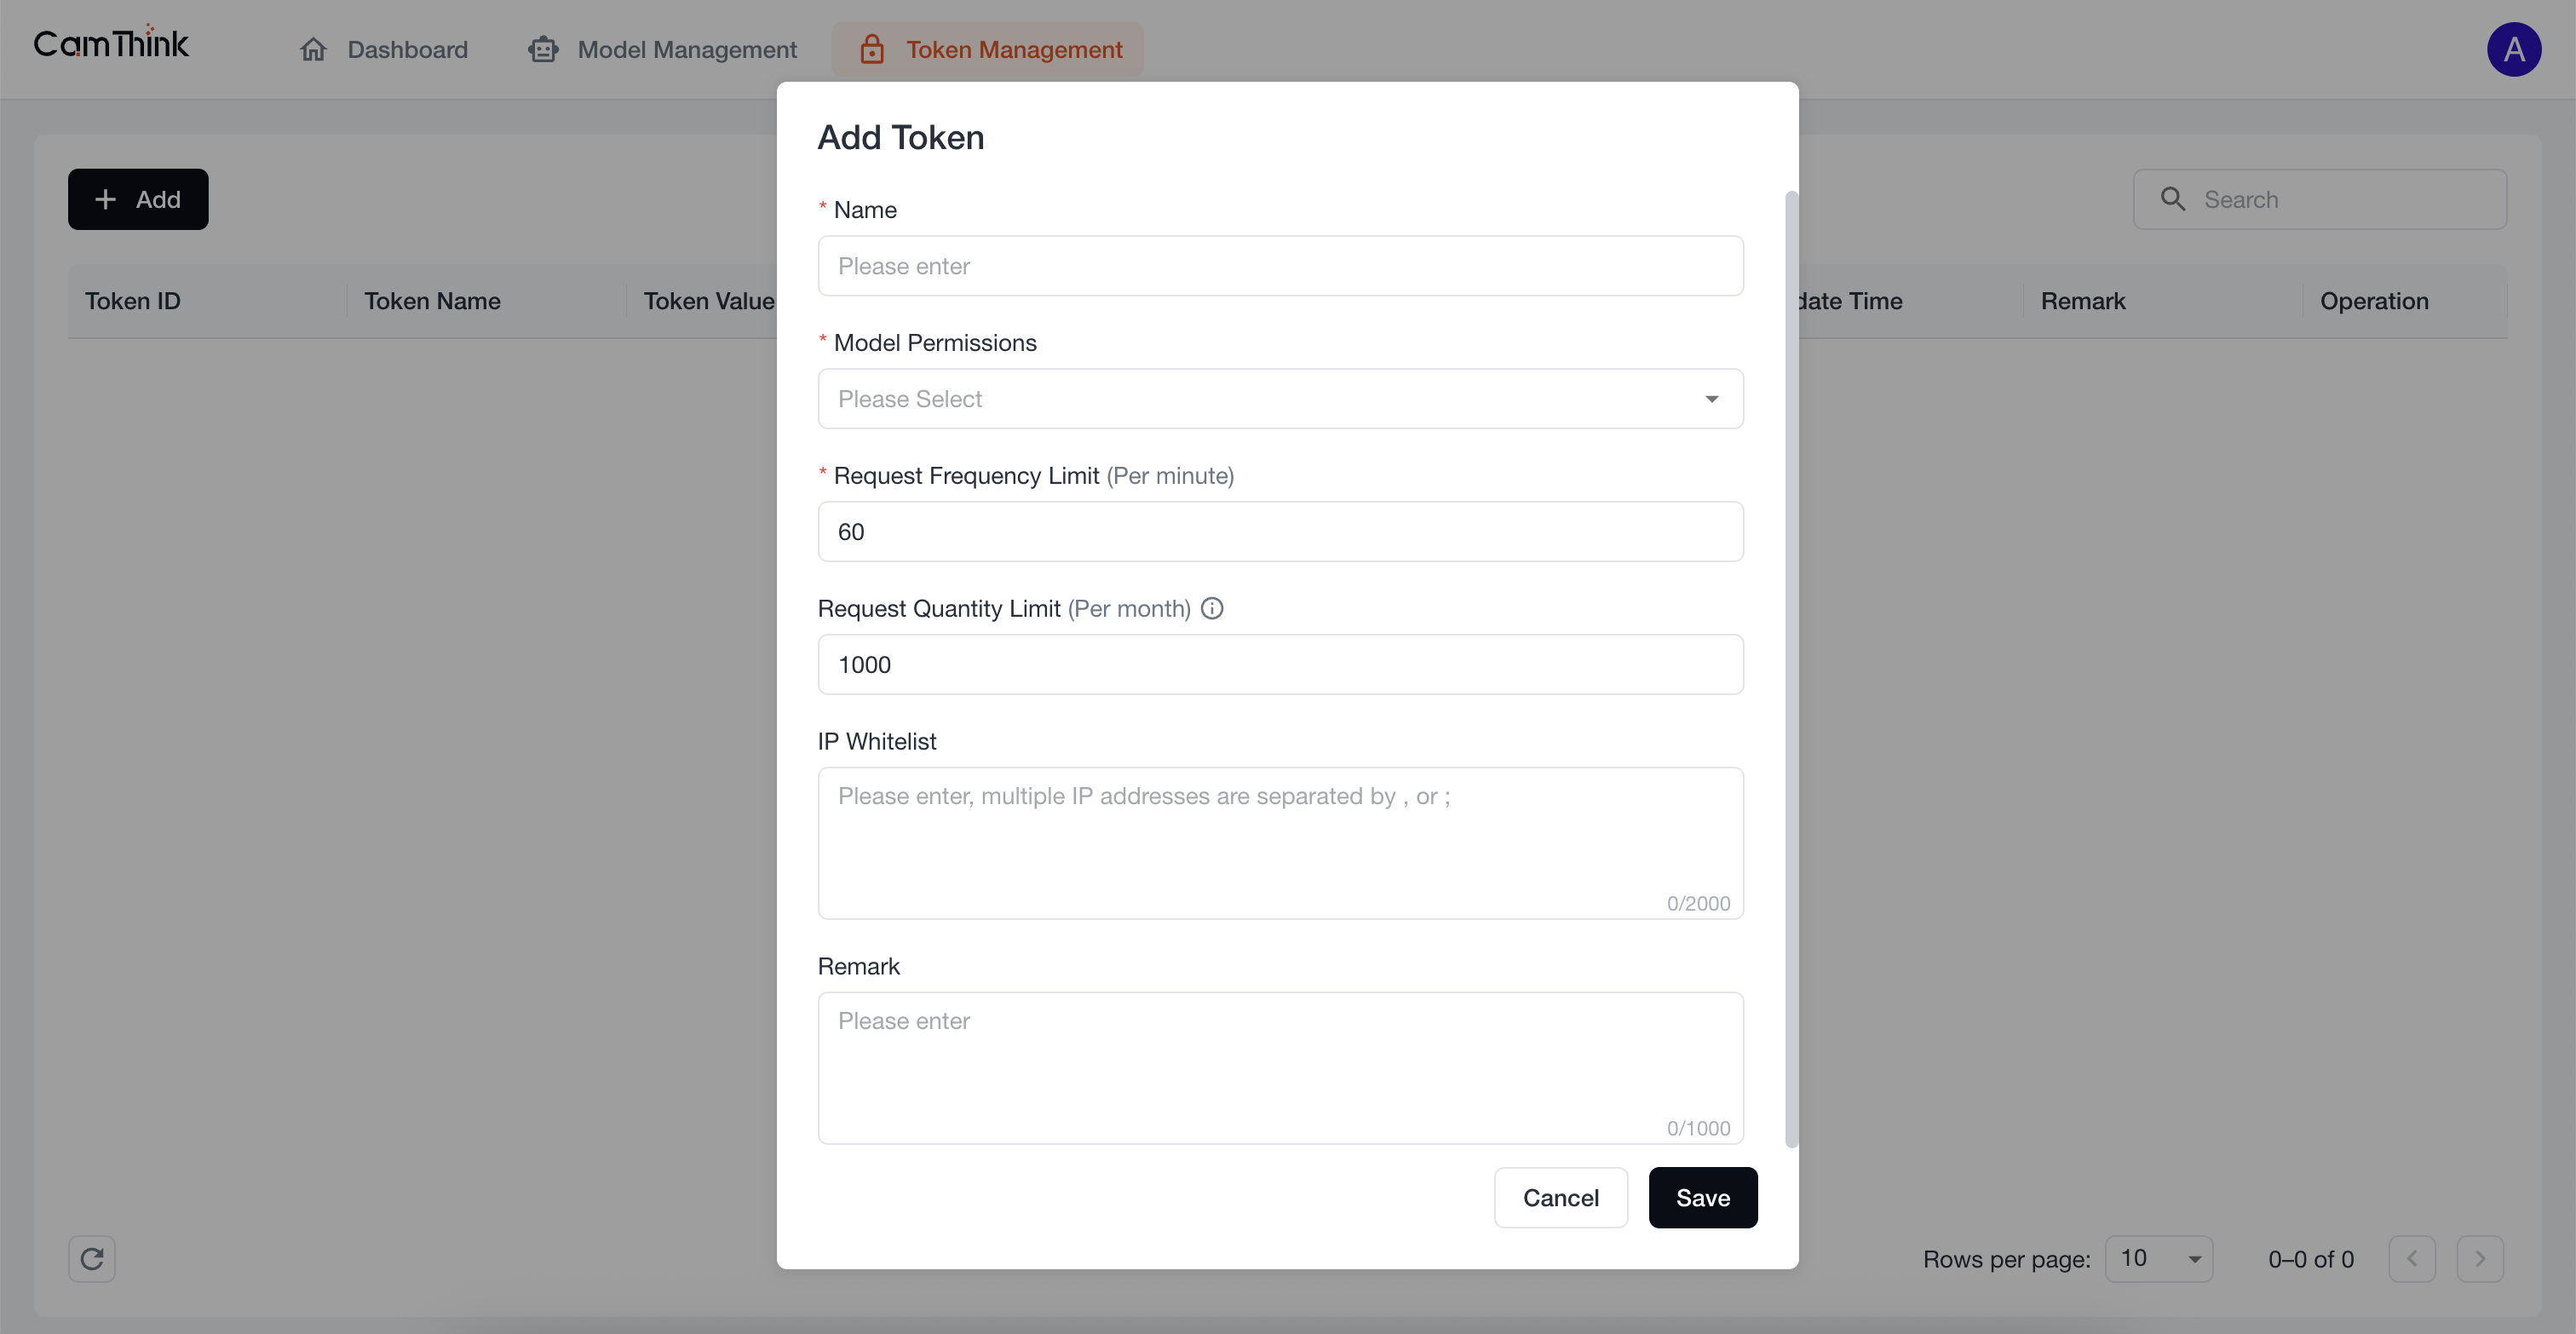 CamThink
Dashboard
Model Management
Token Management
A
Add Token
Add
Search
* Name
Please enter
Token ID
Token Name
Token Value
date Time
Remark
Operation
* Model Permissions
Please Select
* Request Frequency Limit (Per minute)
60
Request Quantity Limit (Per month)
1000
IP Whitelist
Please enter, multiple IP addresses are separated by , or ;
0/2000
Remark
Please enter
0/1000
Cancel
Save
Rows per page:
10
0–0 of 0